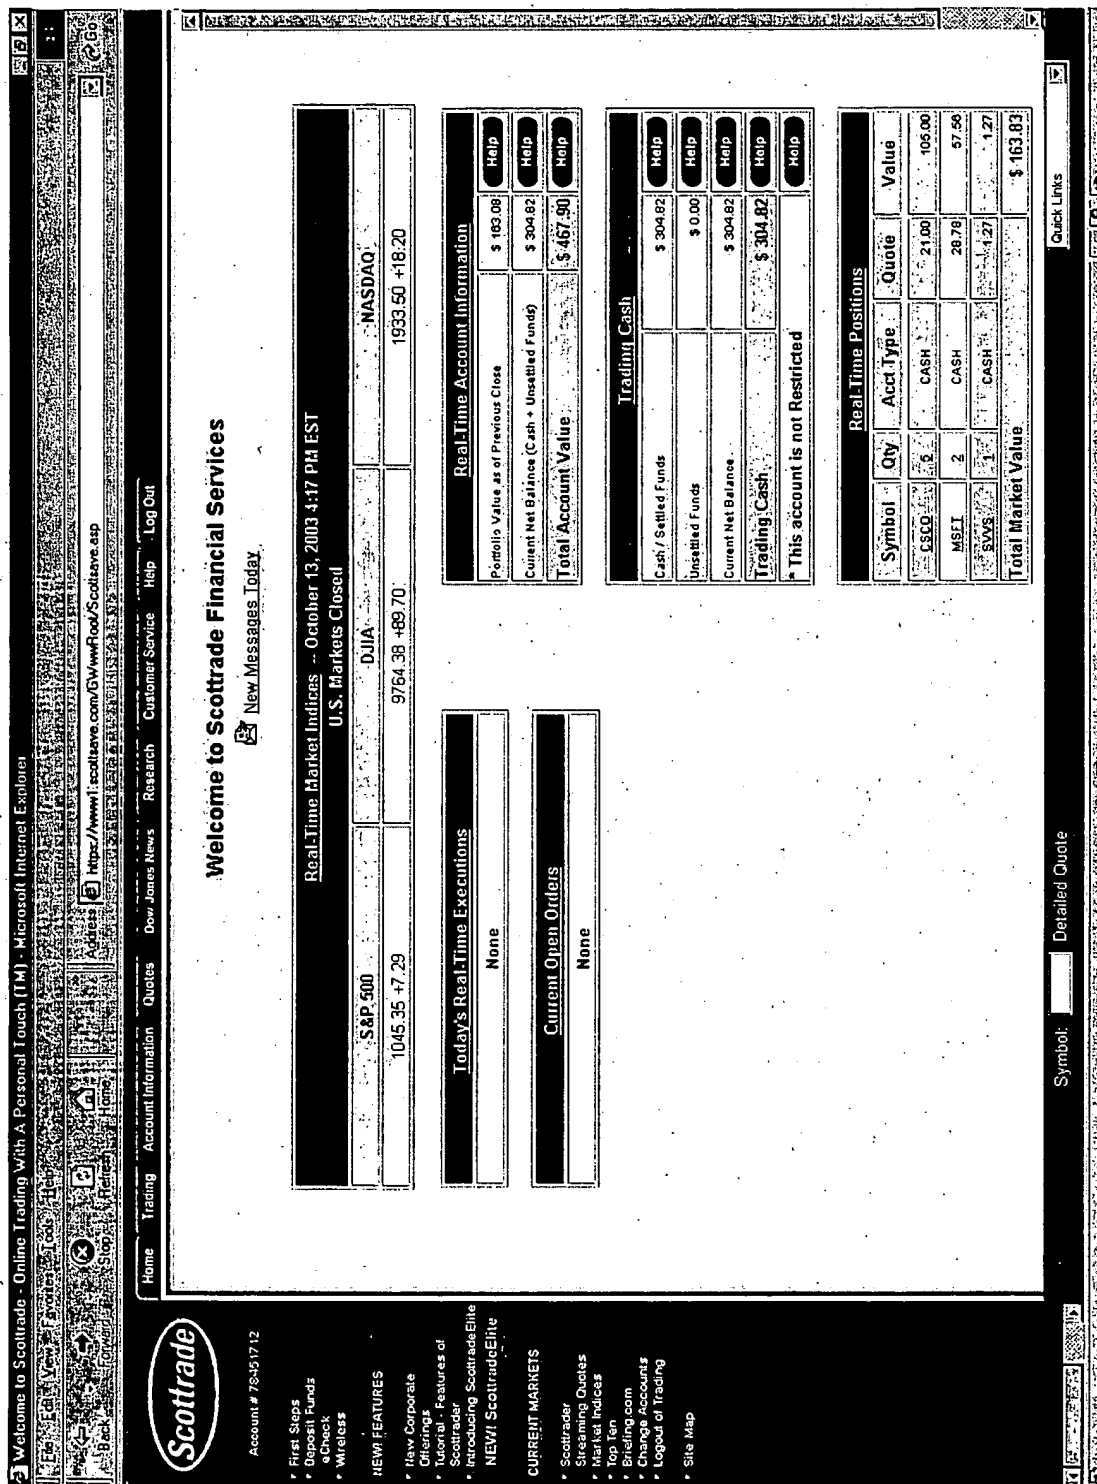 Welcome to Scottrade - Online Trading With A Personal Touch (TM) - Microsoft Internet Explorer
File Edit View Favorites Tools Help
Back Forward Stop Refresh Home
Address https://www1.scottsave.com/GWwwRoot/Scottsave.asp
Go
Home Trading Account Information Quotes Dow Jones News Research Customer Service Help Log Out
Scottrade
Account # 78451712
* First Steps
* Deposit Funds
eCheck
* Wireless
NEW! FEATURES
* New Corporate
Offerings
* Tutorial - Features of
Scottrader
* Introducing ScottradeElite
NEW! ScottradeElite
CURRENT MARKETS
* Scottrader
Streaming Quotes
* Market Indices
* Top Ten
* Briefing.com
* Change Accounts
* Logout of Trading
* Site Map
Welcome to Scottrade Financial Services
New Messages Today
Real-Time Market Indices -- October 13, 2003 4:17 PM EST
U.S. Markets Closed
S&P 500 DJIA NASDAQ
1045.35 +7.29 9764.38 +89.70 1933.50 +18.20
Today's Real-Time Executions
None
Current Open Orders
None
Real-Time Account Information
Portfolio Value as of Previous Close $ 163.08 Help
Current Net Balance (Cash + Unsettled Funds) $ 304.82 Help
Total Account Value $ 467.90 Help
Trading Cash
Cash / Settled Funds $ 304.82 Help
Unsettled Funds $ 0.00 Help
Current Net Balance $ 304.82 Help
Trading Cash $ 304.82 Help
* This account is not Restricted Help
Real-Time Positions
Symbol Qty Acct Type Quote Value
CSCO 5 CASH 21.00 105.00
MSFT 2 CASH 28.78 57.56
SVVS 1 CASH 1.27 1.27
Total Market Value $ 163.83
Symbol: Detailed Quote Quick Links